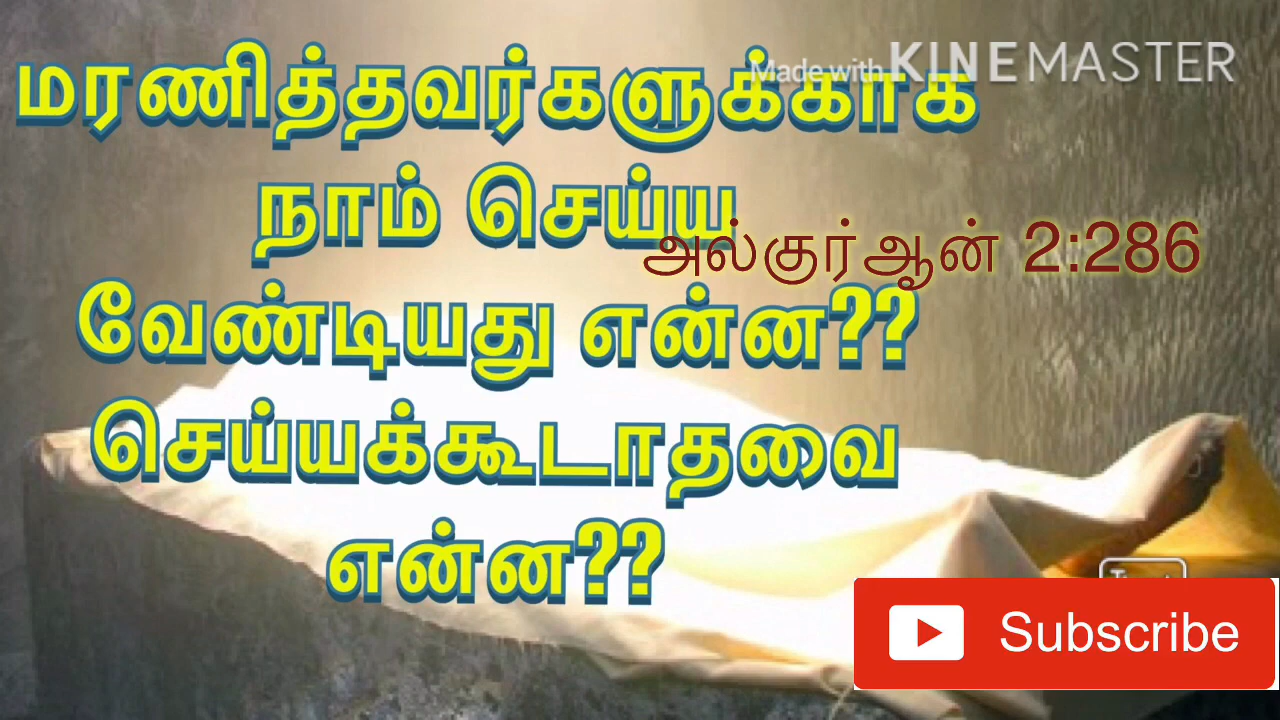 Made with KINEMASTER
மரணித்தவர்களுக்காக
நாம் செய்ய
அல்குர்ஆன் 2:286
வேண்டியது என்ன??
செய்யக்கூடாதவை
என்ன??
Subscribe